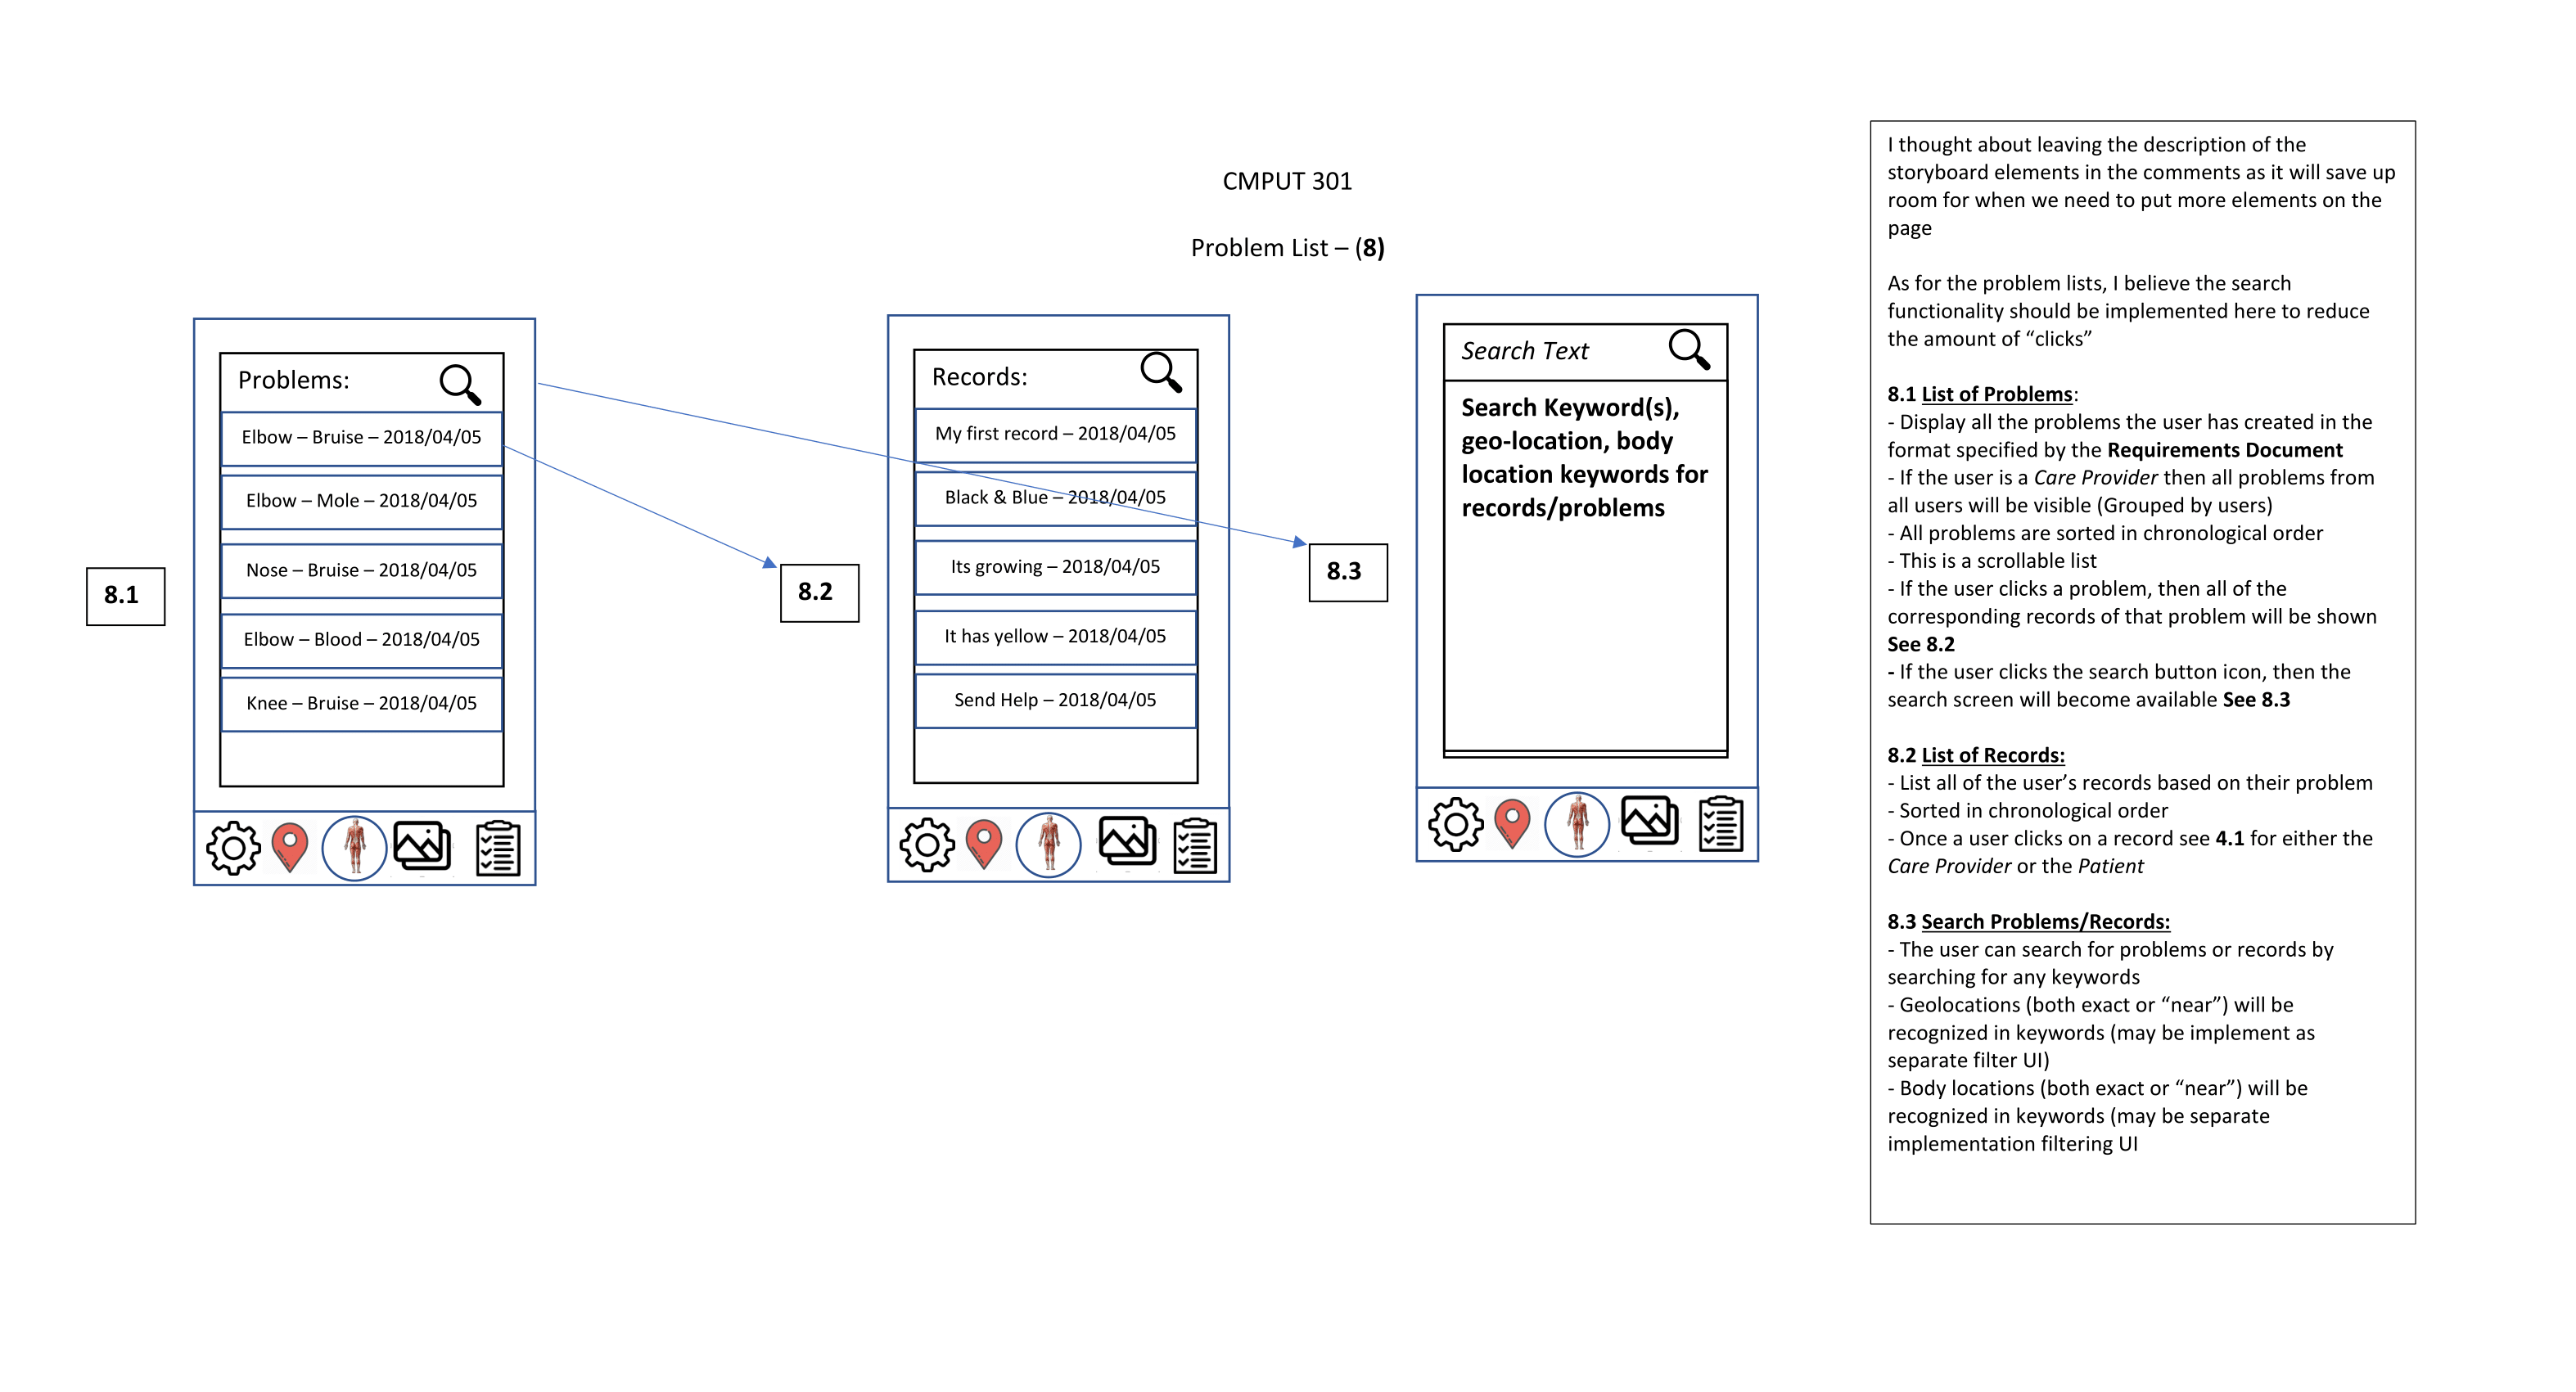 CMPUT 301
Problem List – (8)
8.1
Problems:
Elbow – Bruise – 2018/04/05
Elbow – Mole – 2018/04/05
Nose – Bruise – 2018/04/05
Elbow – Blood – 2018/04/05
Knee – Bruise – 2018/04/05
8.2
Records:
My first record – 2018/04/05
Black & Blue – 2018/04/05
Its growing – 2018/04/05
It has yellow – 2018/04/05
Send Help – 2018/04/05
8.3
Search Text
Search Keyword(s),
geo-location, body
location keywords for
records/problems
I thought about leaving the description of the
storyboard elements in the comments as it will save up
room for when we need to put more elements on the
page
As for the problem lists, I believe the search
functionality should be implemented here to reduce
the amount of “clicks”
8.1 List of Problems:
- Display all the problems the user has created in the
format specified by the Requirements Document
- If the user is a Care Provider then all problems from
all users will be visible (Grouped by users)
- All problems are sorted in chronological order
- This is a scrollable list
- If the user clicks a problem, then all of the
corresponding records of that problem will be shown
See 8.2
- If the user clicks the search button icon, then the
search screen will become available See 8.3
8.2 List of Records:
- List all of the user’s records based on their problem
- Sorted in chronological order
- Once a user clicks on a record see 4.1 for either the
Care Provider or the Patient
8.3 Search Problems/Records:
- The user can search for problems or records by
searching for any keywords
- Geolocations (both exact or “near”) will be
recognized in keywords (may be implement as
separate filter UI)
- Body locations (both exact or “near”) will be
recognized in keywords (may be separate
implementation filtering UI